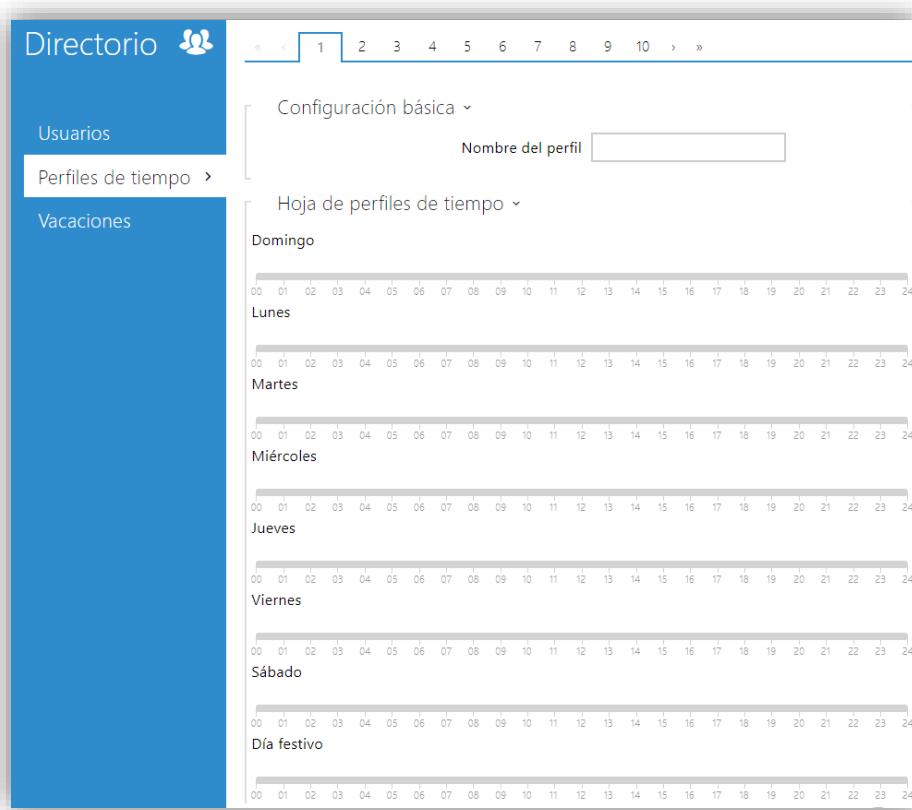 Directorio
« ‹ 1 2 3 4 5 6 7 8 9 10 › »
Usuarios
Perfiles de tiempo ›
Vacaciones
Configuración básica
Nombre del perfil
Hoja de perfiles de tiempo
Domingo
00 01 02 03 04 05 06 07 08 09 10 11 12 13 14 15 16 17 18 19 20 21 22 23 24
Lunes
00 01 02 03 04 05 06 07 08 09 10 11 12 13 14 15 16 17 18 19 20 21 22 23 24
Martes
00 01 02 03 04 05 06 07 08 09 10 11 12 13 14 15 16 17 18 19 20 21 22 23 24
Miércoles
00 01 02 03 04 05 06 07 08 09 10 11 12 13 14 15 16 17 18 19 20 21 22 23 24
Jueves
00 01 02 03 04 05 06 07 08 09 10 11 12 13 14 15 16 17 18 19 20 21 22 23 24
Viernes
00 01 02 03 04 05 06 07 08 09 10 11 12 13 14 15 16 17 18 19 20 21 22 23 24
Sábado
00 01 02 03 04 05 06 07 08 09 10 11 12 13 14 15 16 17 18 19 20 21 22 23 24
Día festivo
00 01 02 03 04 05 06 07 08 09 10 11 12 13 14 15 16 17 18 19 20 21 22 23 24